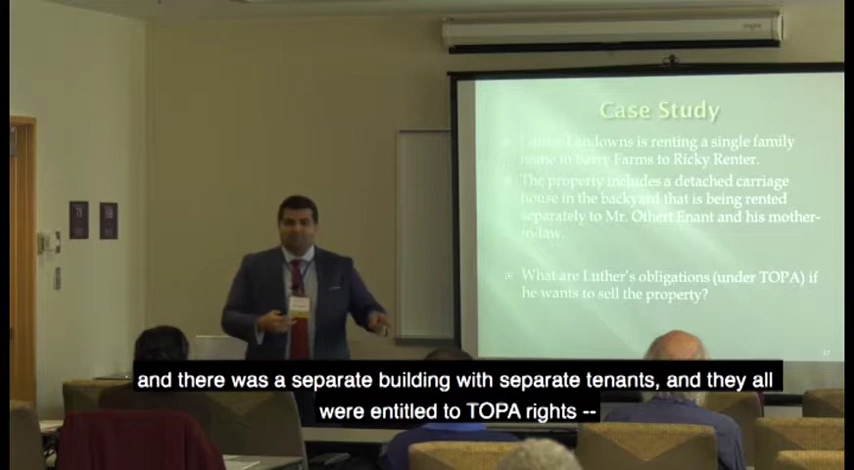 Case Study
Luther Landowns is renting a single family
home in Barry Farms to Ricky Renter.
The property includes a detached carriage
house in the backyard that is being rented
separately to Mr. Othert Enant and his mother-
in-law.
What are Luther's obligations (under TOPA) if
he wants to sell the property?
and there was a separate building with separate tenants, and they all
were entitled to TOPA rights --